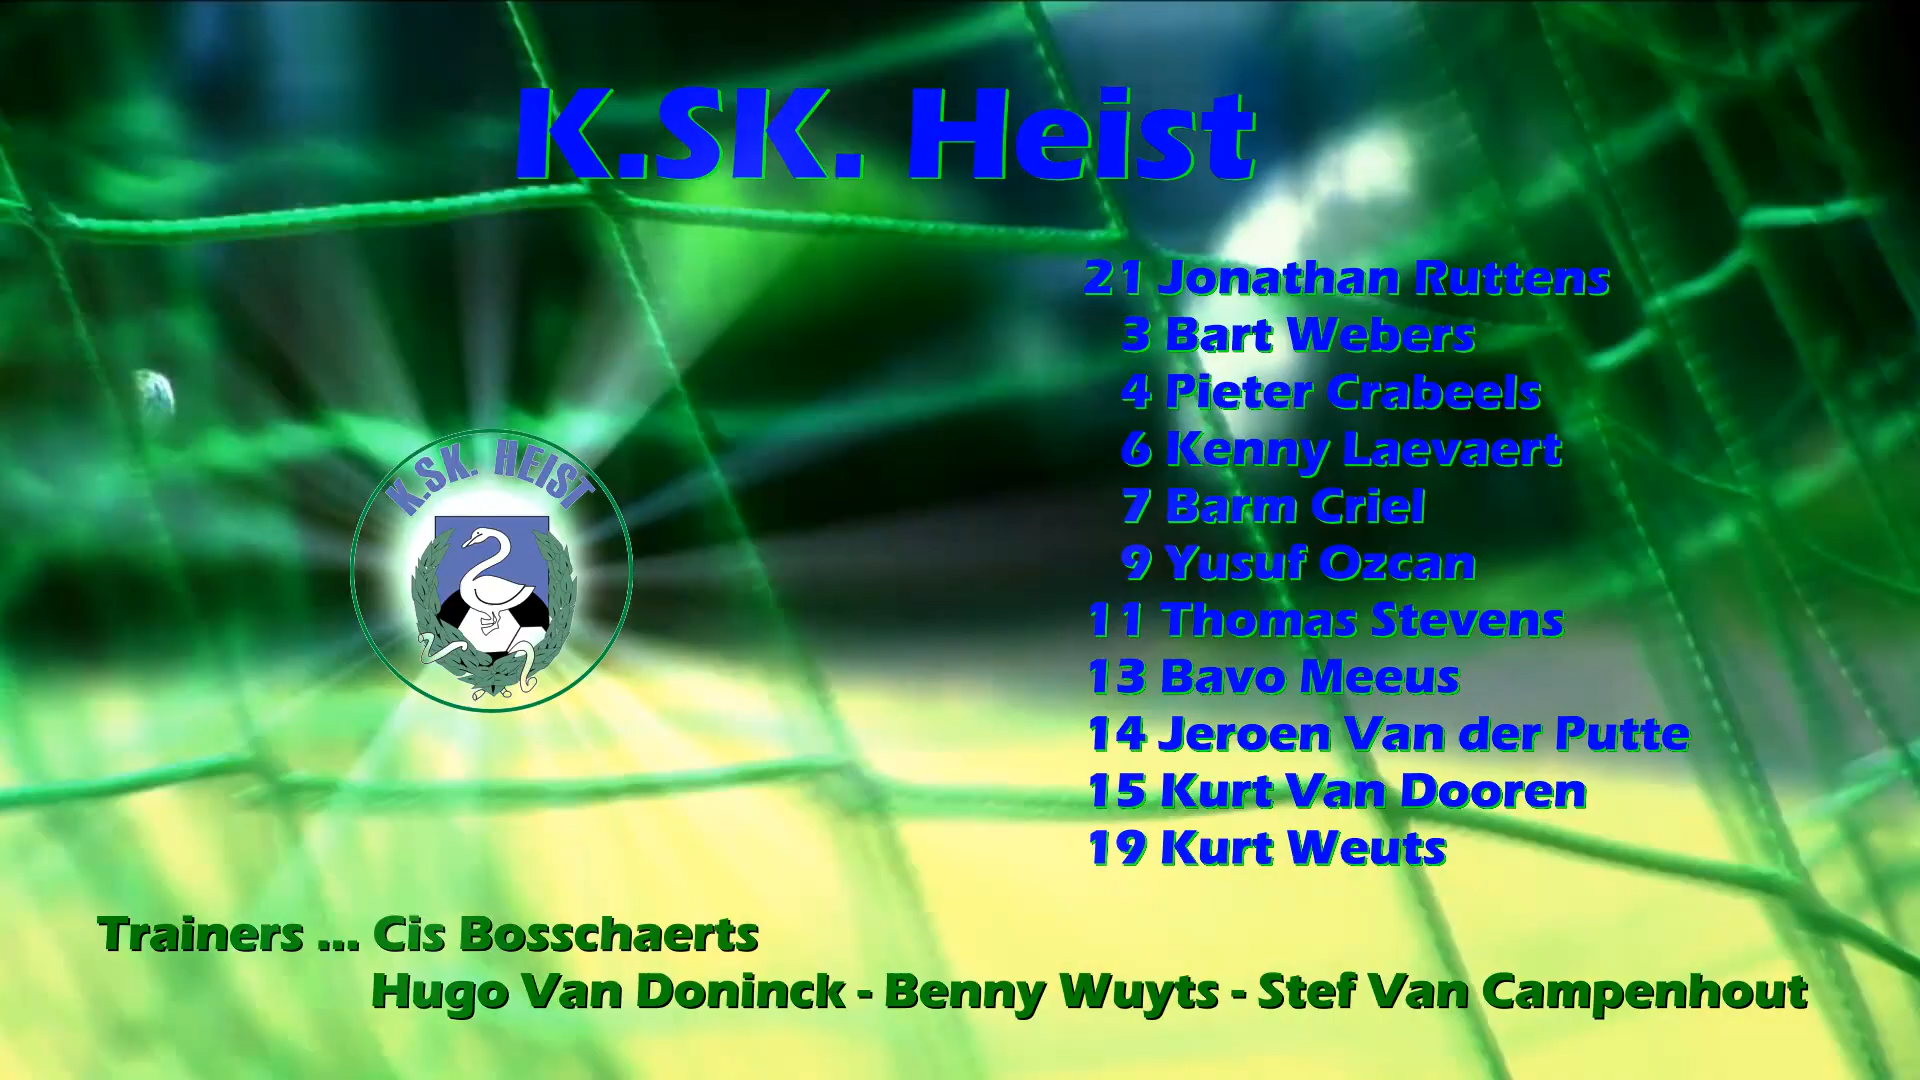 K.SK. Heist
21 Jonathan Ruttens
3 Bart Webers
4 Pieter Crabeels
6 Kenny Laevaert
7 Barm Criel
9 Yusuf Ozcan
11 Thomas Stevens
13 Bavo Meeus
14 Jeroen Van der Putte
15 Kurt Van Dooren
19 Kurt Weuts
K.SK. HEIST
Trainers ... Cis Bosschaerts
Hugo Van Doninck - Benny Wuyts - Stef Van Campenhout